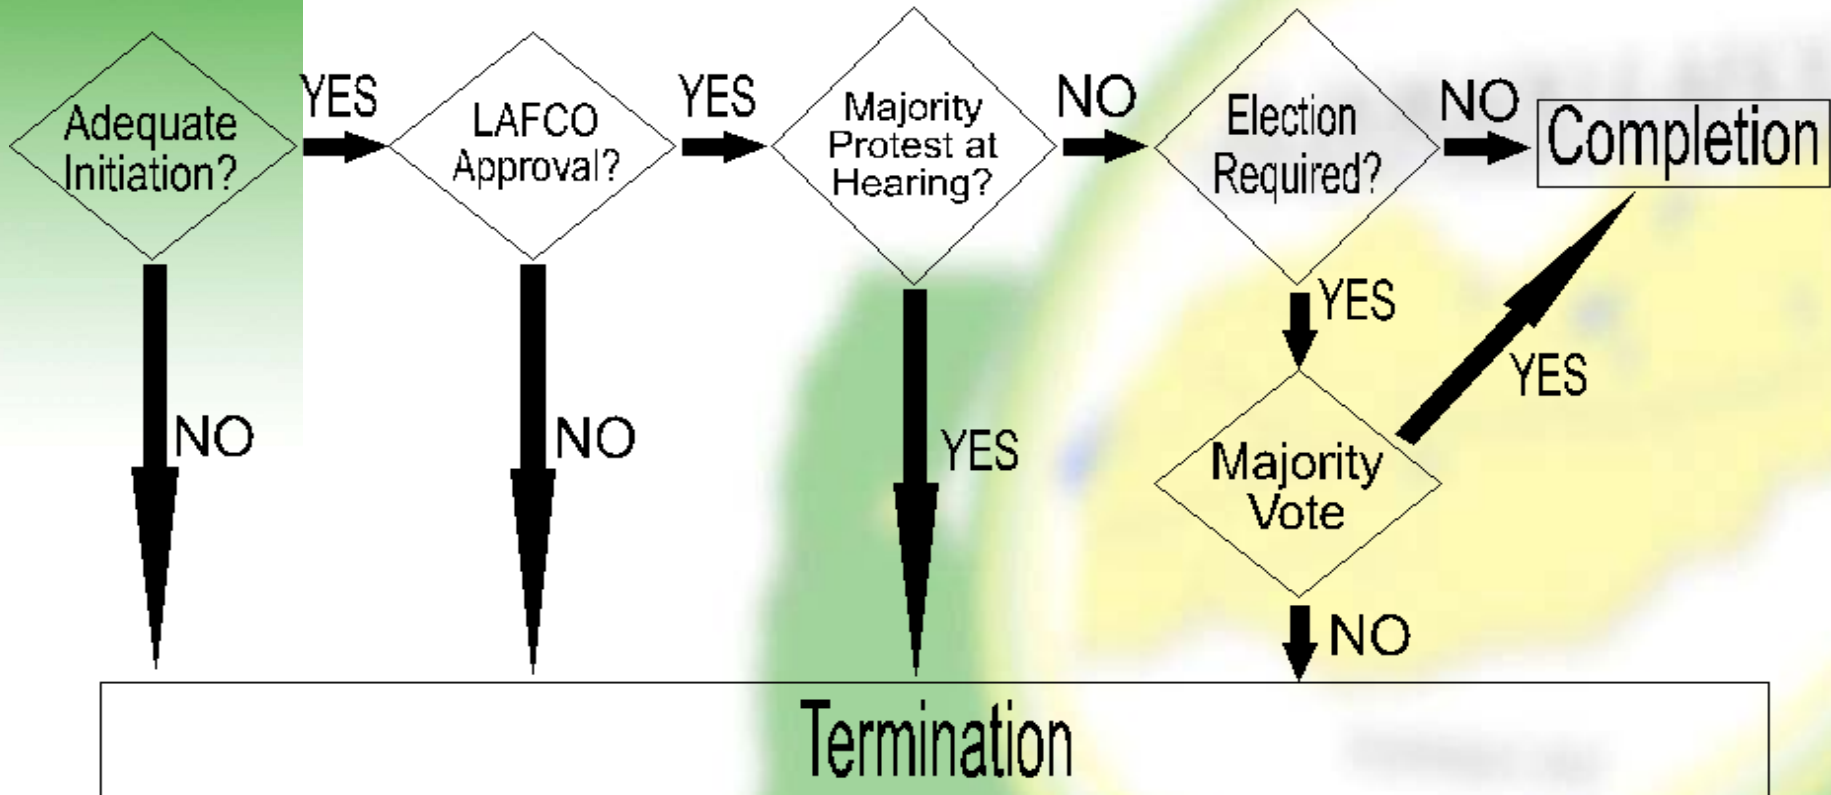 Adequate
Initiation?
YES
LAFCO
Approval?
YES
Majority
Protest at
Hearing?
NO
Election
Required?
NO
Completion
NO
NO
YES
YES
Majority
Vote
YES
NO
Termination